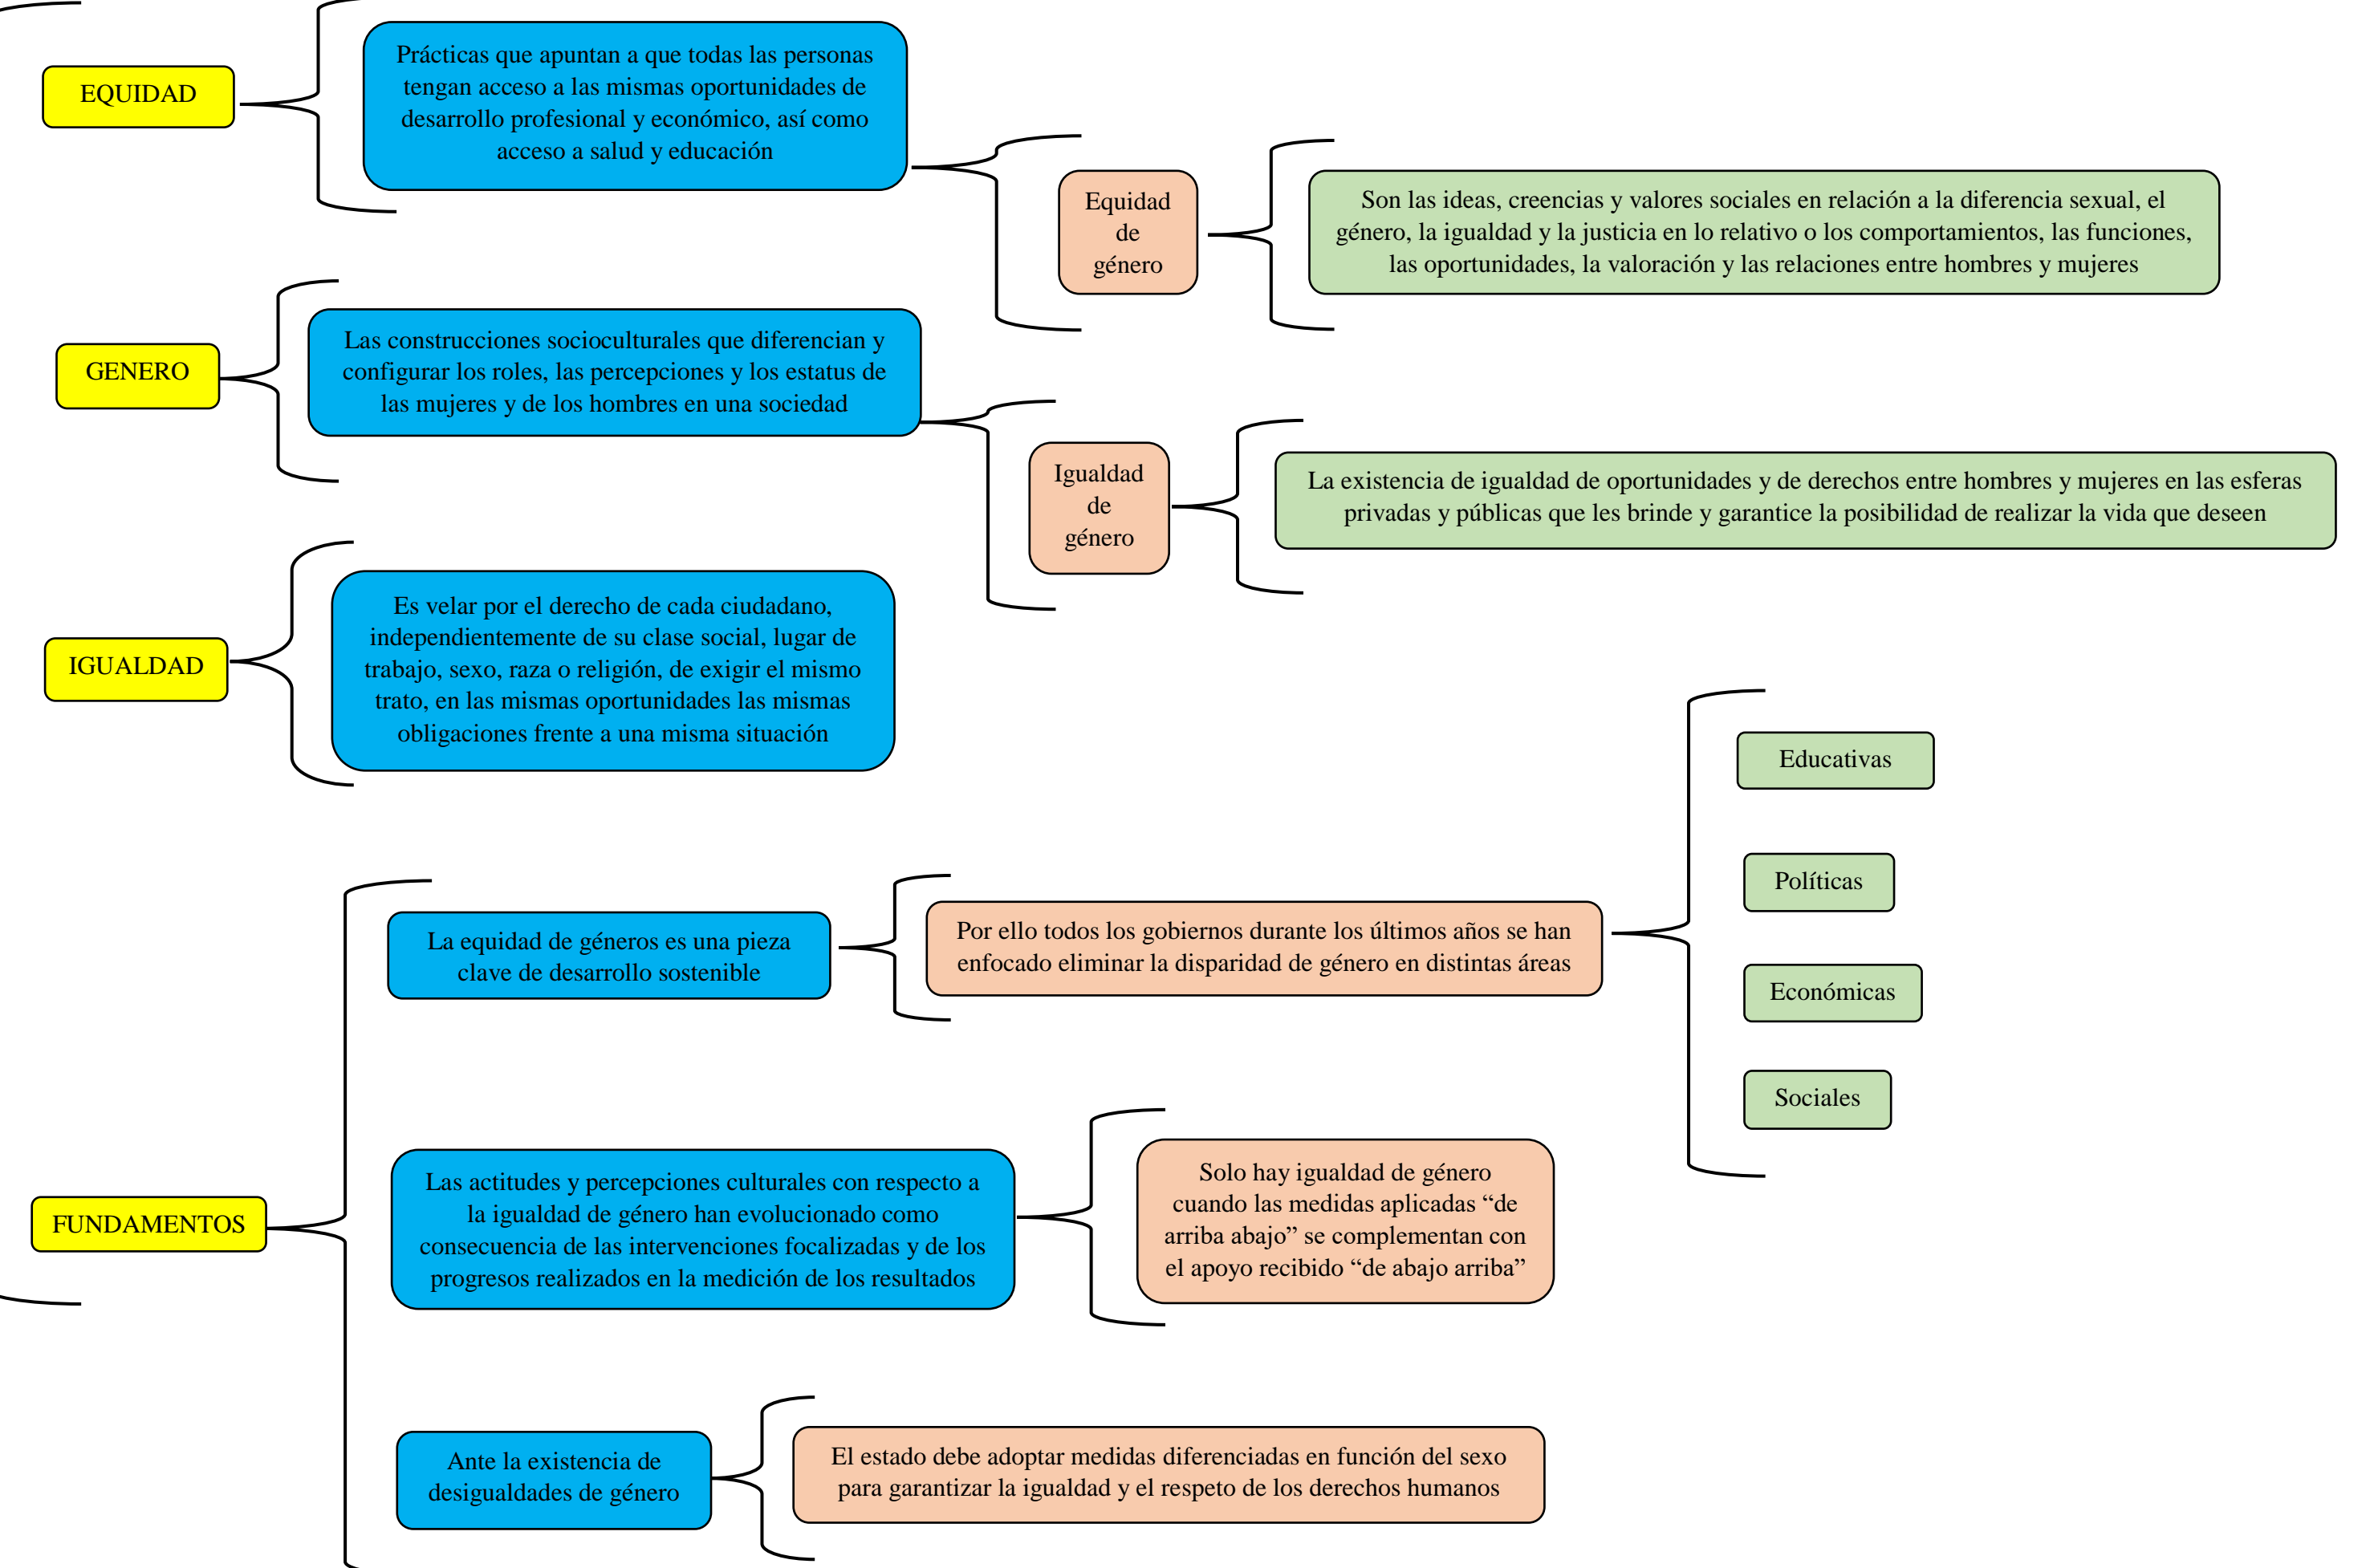 EQUIDAD
Prácticas que apuntan a que todas las personas
tengan acceso a las mismas oportunidades de
desarrollo profesional y económico, así como
acceso a salud y educación
Equidad
de
género
Son las ideas, creencias y valores sociales en relación a la diferencia sexual, el
género, la igualdad y la justicia en lo relativo o los comportamientos, las funciones,
las oportunidades, la valoración y las relaciones entre hombres y mujeres
GENERO
Las construcciones socioculturales que diferencian y
configurar los roles, las percepciones y los estatus de
las mujeres y de los hombres en una sociedad
Igualdad
de
género
La existencia de igualdad de oportunidades y de derechos entre hombres y mujeres en las esferas
privadas y públicas que les brinde y garantice la posibilidad de realizar la vida que deseen
IGUALDAD
Es velar por el derecho de cada ciudadano,
independientemente de su clase social, lugar de
trabajo, sexo, raza o religión, de exigir el mismo
trato, en las mismas oportunidades las mismas
obligaciones frente a una misma situación
FUNDAMENTOS
La equidad de géneros es una pieza
clave de desarrollo sostenible
Por ello todos los gobiernos durante los últimos años se han
enfocado eliminar la disparidad de género en distintas áreas
Educativas
Políticas
Económicas
Sociales
Las actitudes y percepciones culturales con respecto a
la igualdad de género han evolucionado como
consecuencia de las intervenciones focalizadas y de los
progresos realizados en la medición de los resultados
Solo hay igualdad de género
cuando las medidas aplicadas “de
arriba abajo” se complementan con
el apoyo recibido “de abajo arriba”
Ante la existencia de
desigualdades de género
El estado debe adoptar medidas diferenciadas en función del sexo
para garantizar la igualdad y el respeto de los derechos humanos